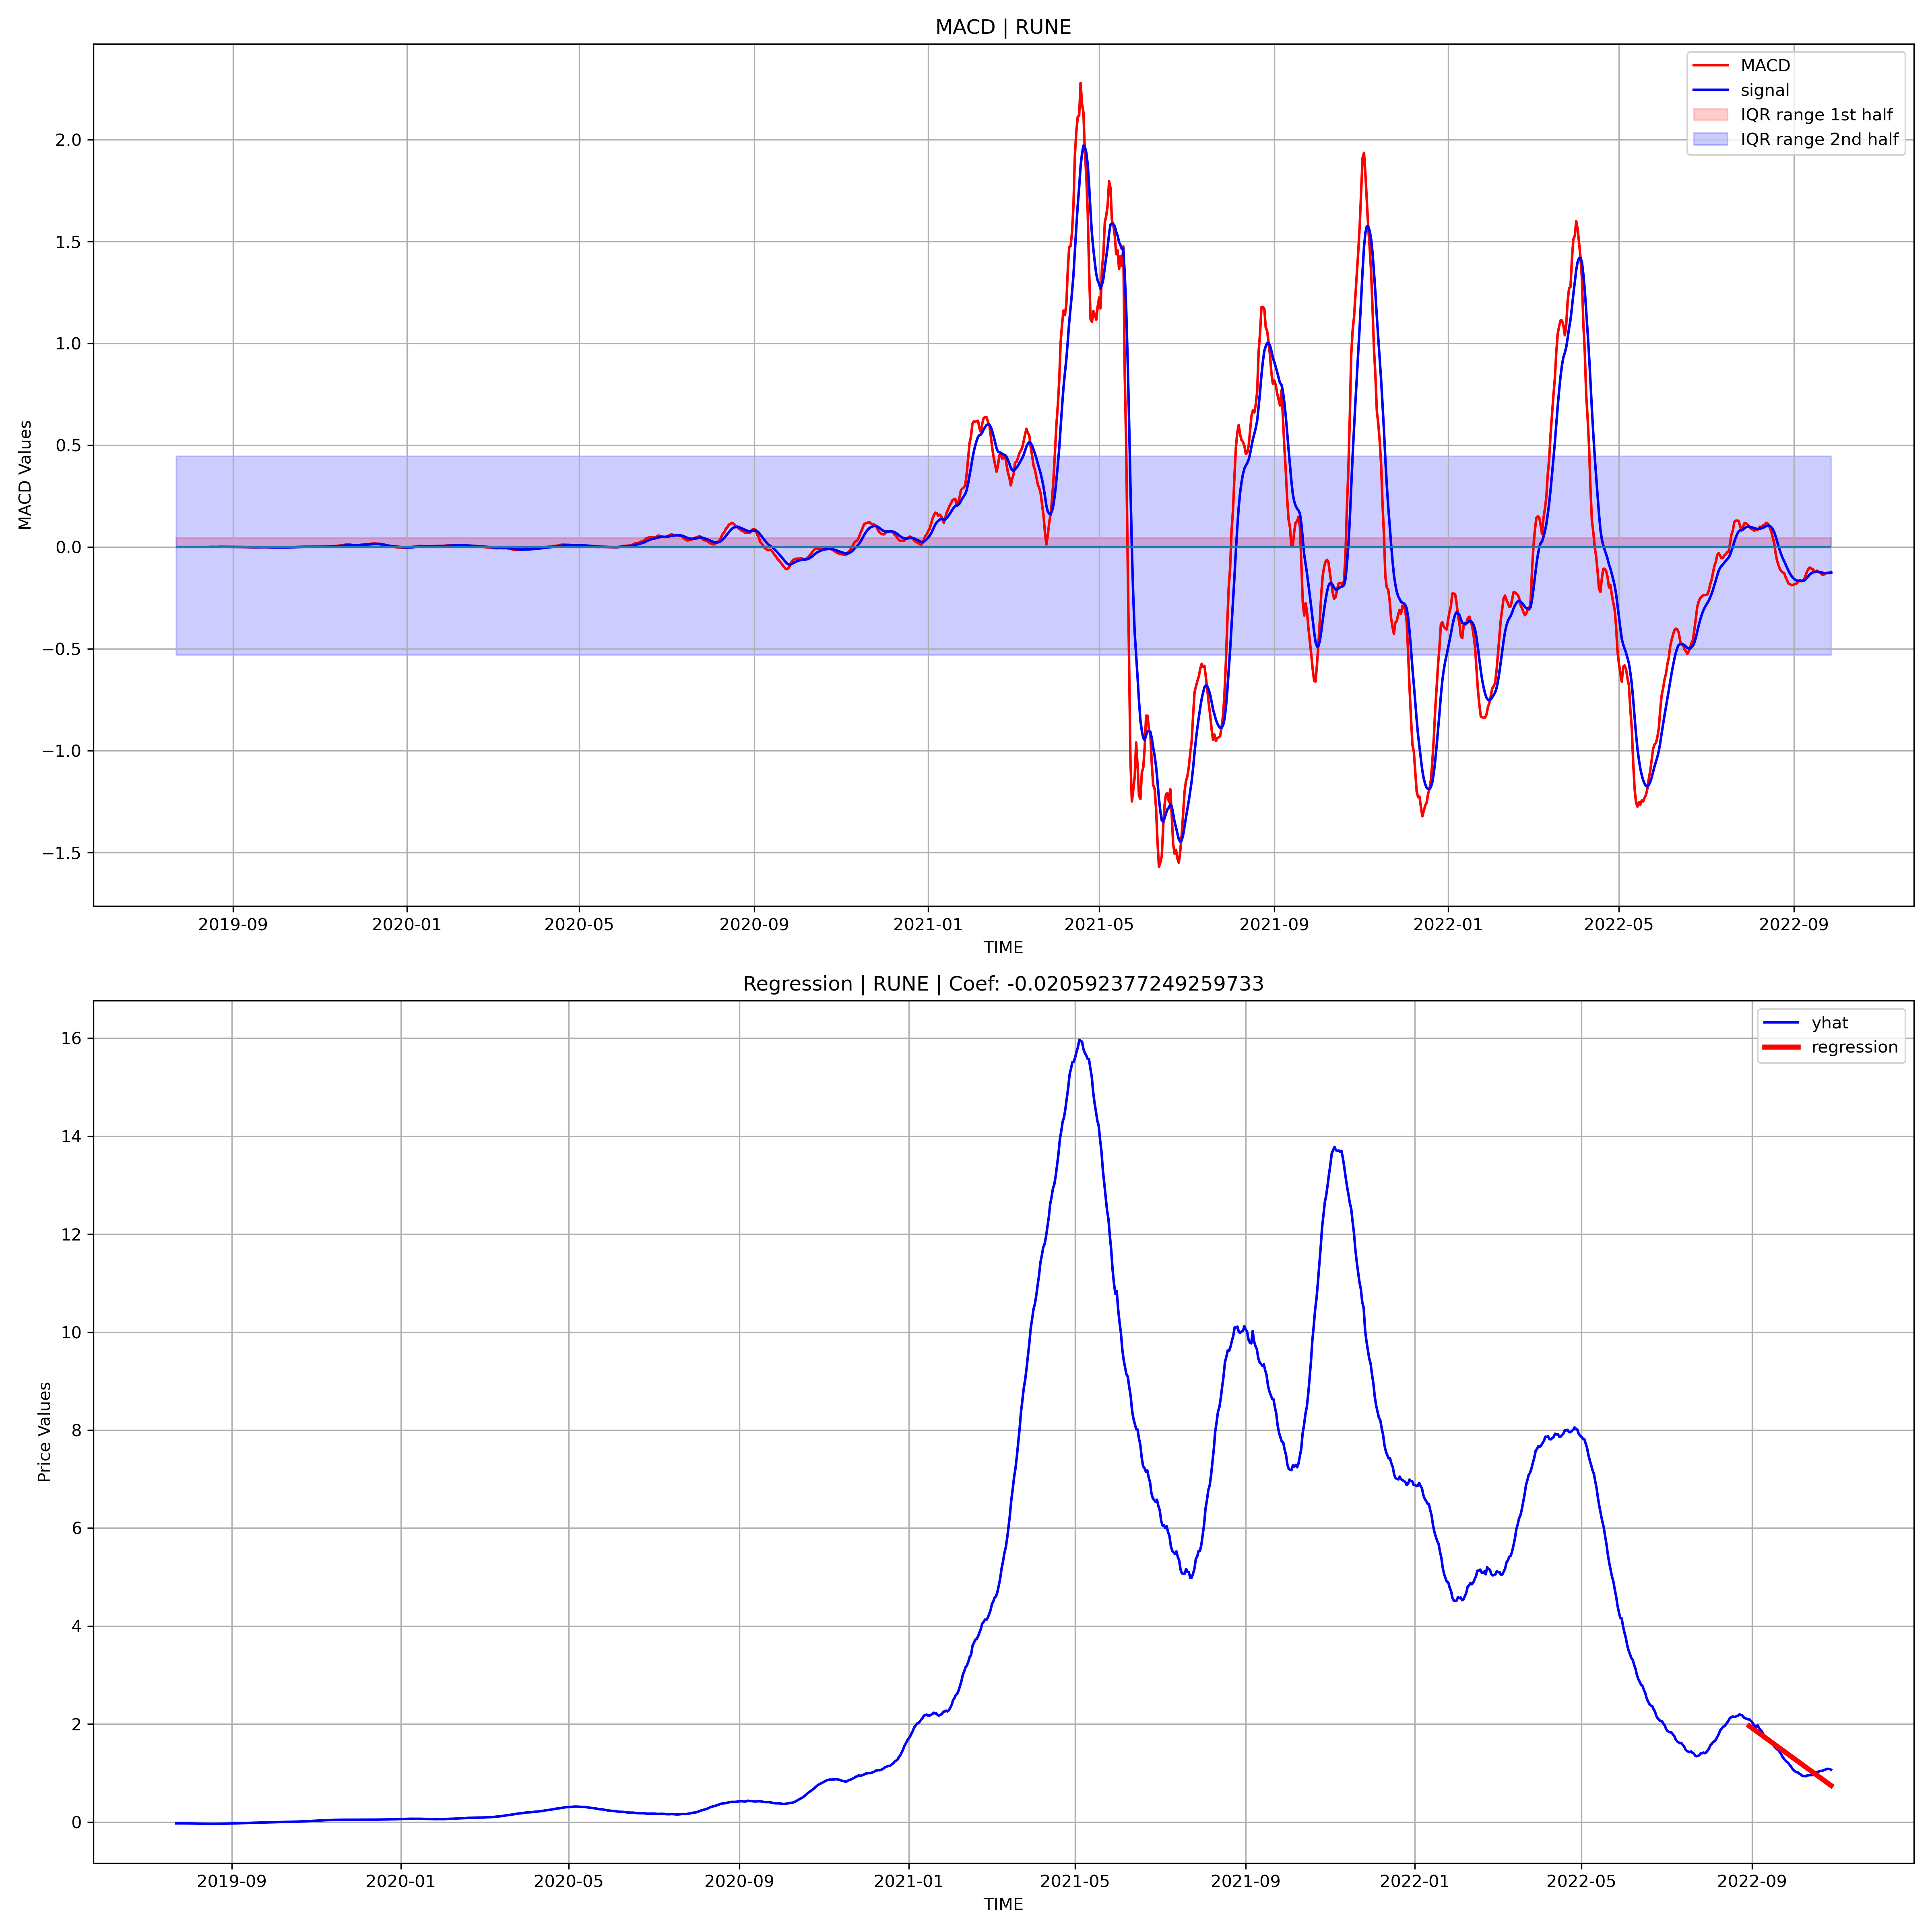 MACD | RUNE
MACD
signal
IQR range 1st half
IQR range 2nd half
MACD Values
2.0
1.5
1.0
0.5
0.0
−0.5
−1.0
−1.5
2019-09 2020-01 2020-05 2020-09 2021-01 2021-05 2021-09 2022-01 2022-05 2022-09
TIME
Regression | RUNE | Coef: -0.020592377249259733
yhat
regression
Price Values
16
14
12
10
8
6
4
2
0
2019-09 2020-01 2020-05 2020-09 2021-01 2021-05 2021-09 2022-01 2022-05 2022-09
TIME